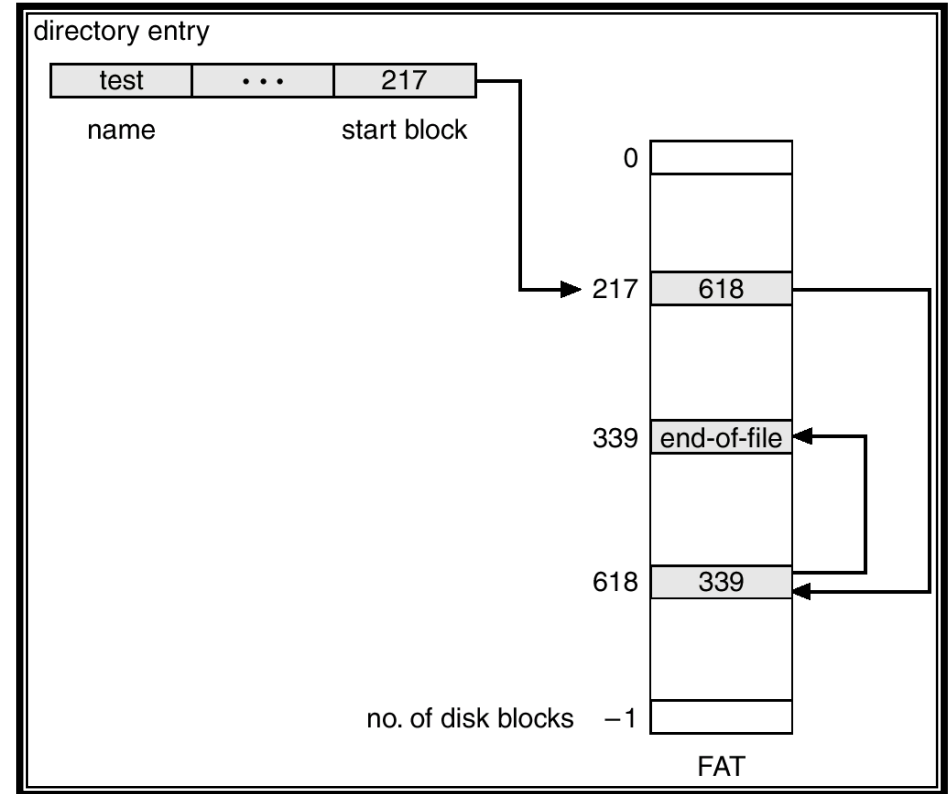 directory entry
test ... 217
name start block
0
217 618
339 end-of-file
618 339
no. of disk blocks −1
FAT